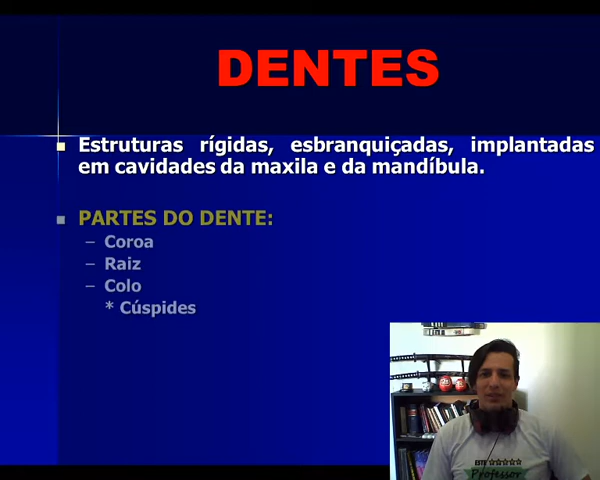 DENTES
Estruturas rígidas, esbranquiçadas, implantadas
em cavidades da maxila e da mandíbula.
PARTES DO DENTE:
– Coroa
– Raiz
– Colo
* Cúspides
ESTE
Professor